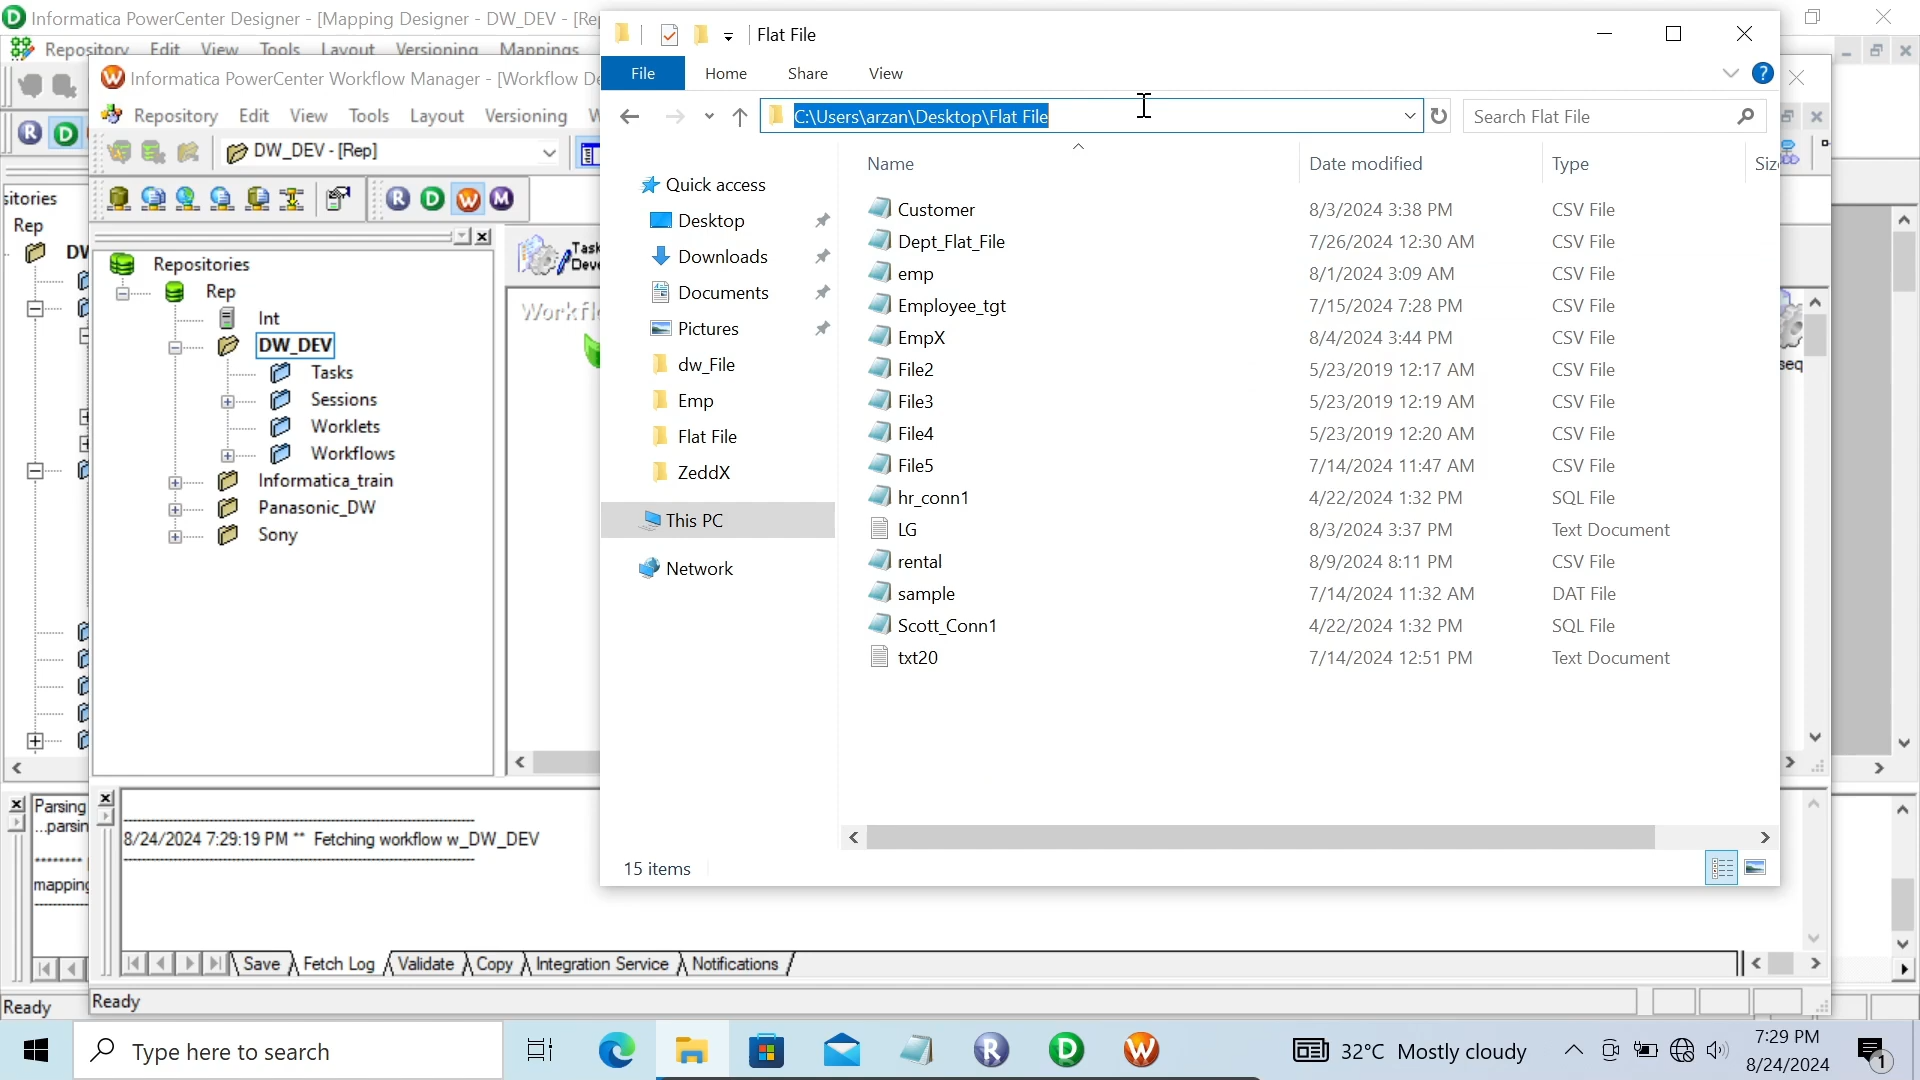 Informatica PowerCenter Designer - [Mapping Designer - DW_DEV - [Re
Repository Edit View Tools Layout Versioning Mappings
Informatica PowerCenter Workflow Manager - [Workflow De
Repository Edit View Tools Layout Versioning W
DW_DEV - [Rep]
sitories
Rep
DW
Repositories
Rep
Int
DW_DEV
Tasks
Sessions
Worklets
Workflows
Informatica_train
Panasonic_DW
Sony
Task
Deve
Workfl
seq
Flat File
File Home Share View
C:\Users\arzan\Desktop\Flat File
Search Flat File
Quick access
Desktop
Downloads
Documents
Pictures
dw_File
Emp
Flat File
ZeddX
This PC
Network
Name Date modified Type Siz
Customer 8/3/2024 3:38 PM CSV File
Dept_Flat_File 7/26/2024 12:30 AM CSV File
emp 8/1/2024 3:09 AM CSV File
Employee_tgt 7/15/2024 7:28 PM CSV File
EmpX 8/4/2024 3:44 PM CSV File
File2 5/23/2019 12:17 AM CSV File
File3 5/23/2019 12:19 AM CSV File
File4 5/23/2019 12:20 AM CSV File
File5 7/14/2024 11:47 AM CSV File
hr_conn1 4/22/2024 1:32 PM SQL File
LG 8/3/2024 3:37 PM Text Document
rental 8/9/2024 8:11 PM CSV File
sample 7/14/2024 11:32 AM DAT File
Scott_Conn1 4/22/2024 1:32 PM SQL File
txt20 7/14/2024 12:51 PM Text Document
15 items
Parsing
...parsin
********
mapping
--------------------------------------------------
8/24/2024 7:29:19 PM ** Fetching workflow w_DW_DEV
--------------------------------------------------
Save Fetch Log Validate Copy Integration Service Notifications
Ready
Ready
Type here to search
32°C Mostly cloudy
7:29 PM
8/24/2024
1